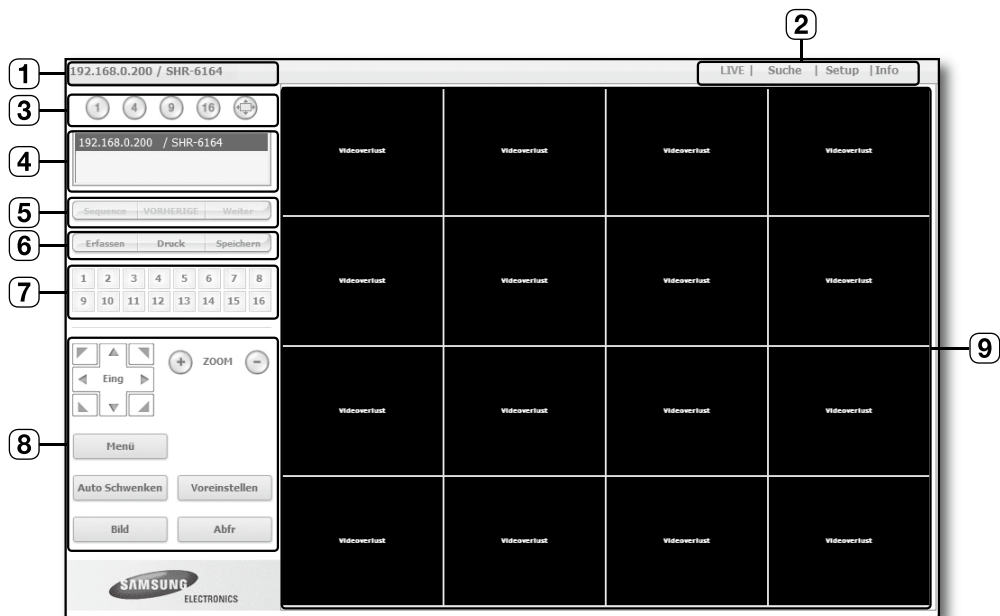 2
1
192.168.0.200 / SHR-6164
LIVE | Suche | Setup |Info
3
1 4 9 16
4
192.168.0.200 / SHR-6164
5
Sequence VORHERIGE Weiter
6
Erfassen Druck Speichern
7
1 2 3 4 5 6 7 8
9 10 11 12 13 14 15 16
8
Eing
+ ZOOM -
Menü
Auto Schwenken Voreinstellen
Bild Abfr
SAMSUNG
ELECTRONICS
Videoverlust Videoverlust Videoverlust Videoverlust
Videoverlust Videoverlust Videoverlust Videoverlust
Videoverlust Videoverlust Videoverlust Videoverlust
Videoverlust Videoverlust Videoverlust Videoverlust
9